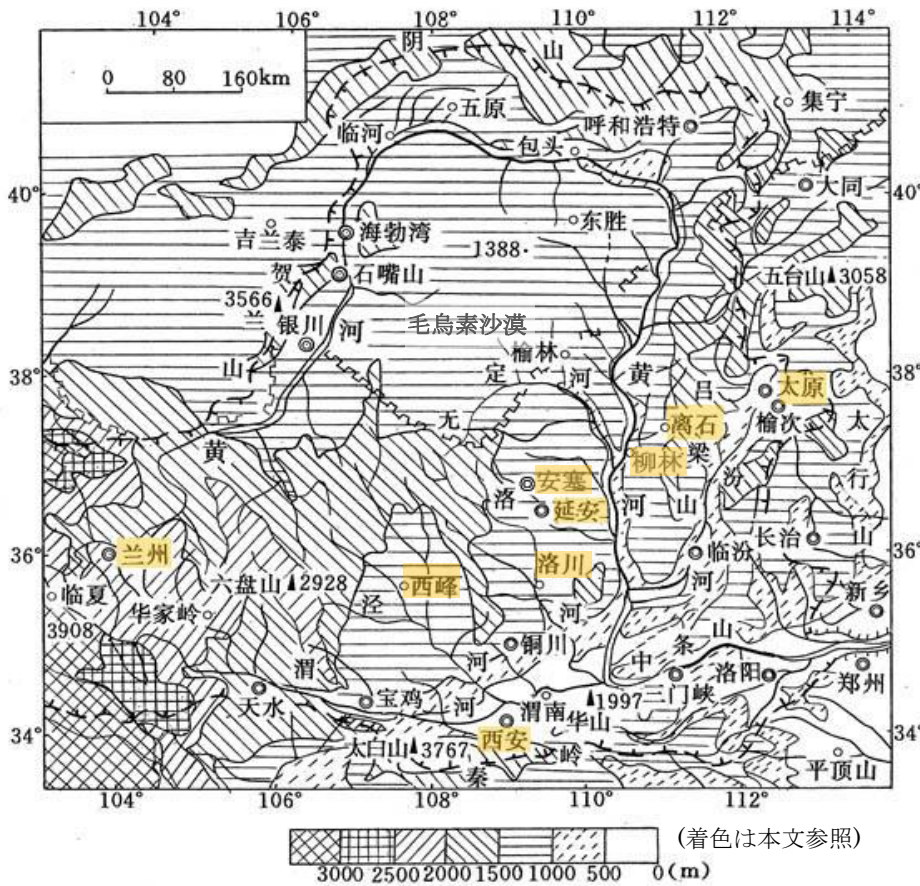 104° 106° 108° 110° 112° 114°
0 80 160km
阴
山
五原
集宁
临河
呼和浩特
包头
40° 40°
大同
东胜
吉兰泰
海勃湾
1388
贺
石嘴山
五台山 3058
3566
兰
银川
河
毛烏素沙漠
山
榆林
定
河
黄
吕
38° 38°
太原
无
离石
榆次
太
黄
柳林
梁
汾
安塞
行
洛
延安
河
山
长治
山
36° 36°
兰州
临汾
洛川
六盘山 2928
西峰
河
新乡
临夏
泾
华家岭
河
山
3908
铜川
条
渭
河
中
洛阳
天水
宝鸡
河
渭南
1997
三门峡
郑州
华山
34° 34°
西安
太白山 3767
岭
秦
平顶山
104° 106° 108° 110° 112°
(着色は本文参照)
3000 2500 2000 1500 1000 500 0(m)